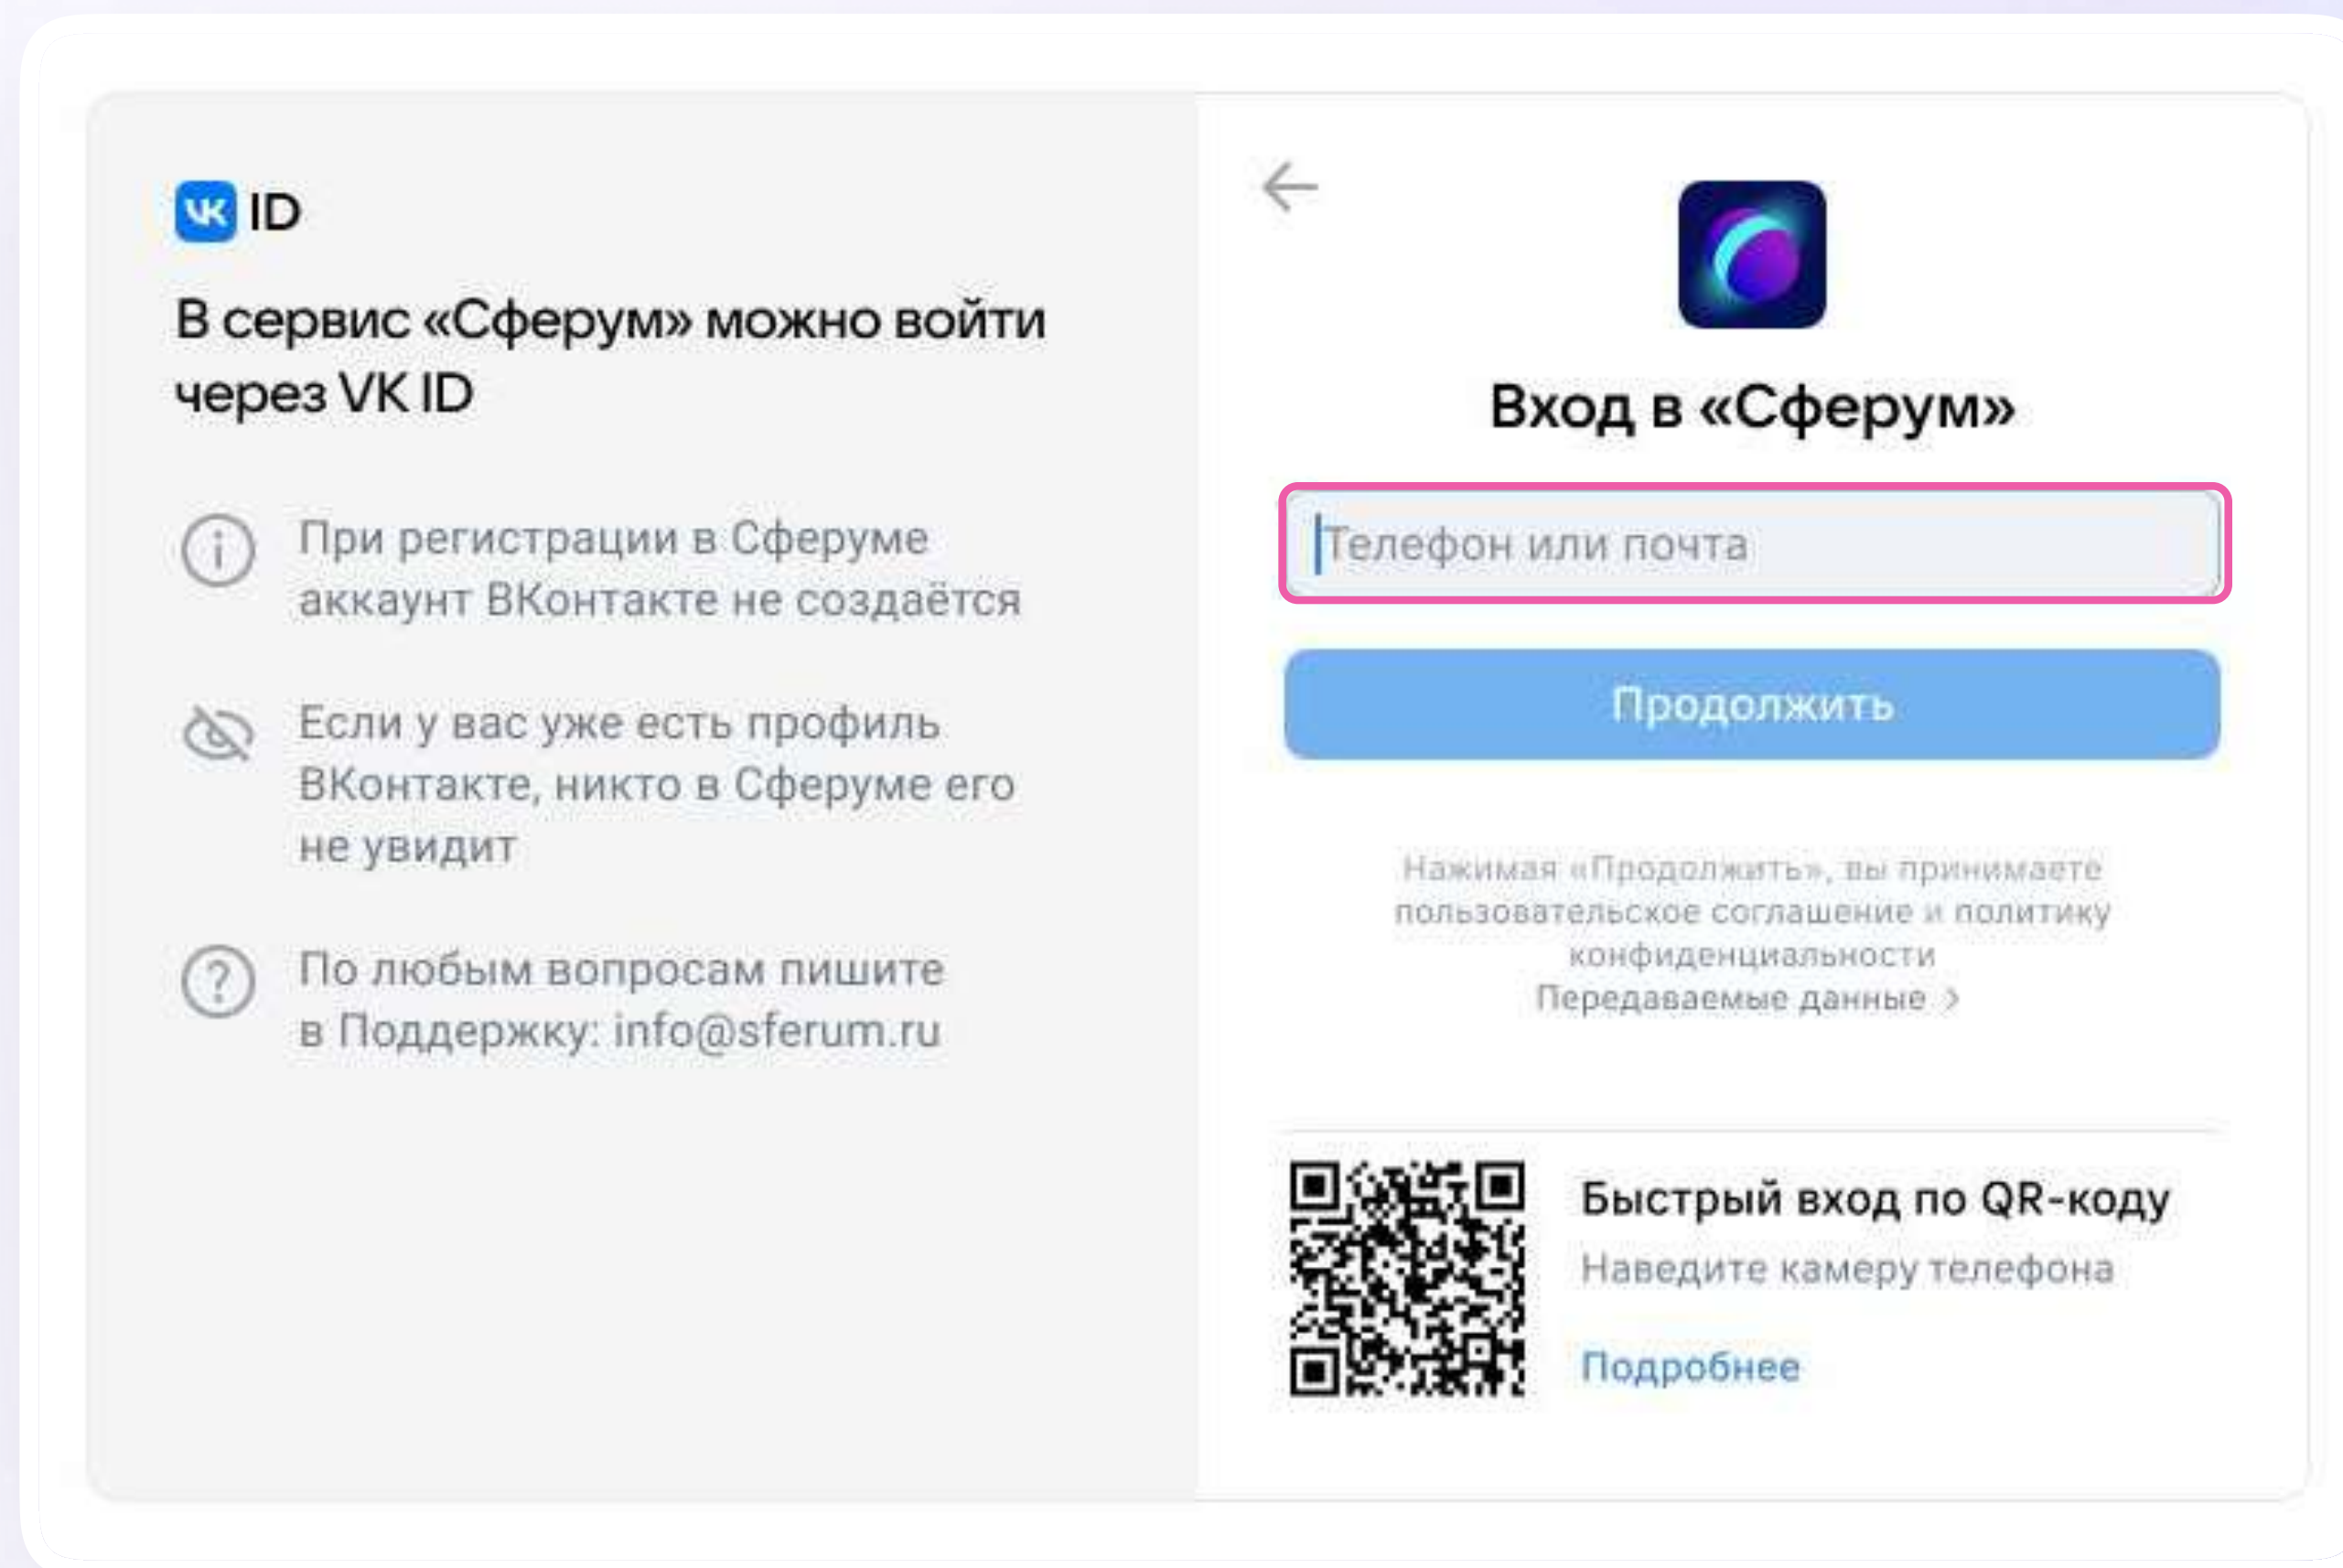 VK ID
В сервис «Сферум» можно войти
через VK ID
При регистрации в Сферуме
аккаунт ВКонтакте не создаётся
Если у вас уже есть профиль
ВКонтакте, никто в Сферуме его
не увидит
По любым вопросам пишите
в Поддержку: info@sferum.ru
Вход в «Сферум»
Телефон или почта
Продолжить
Нажимая «Продолжить», вы принимаете
пользовательское соглашение и политику
конфиденциальности
Передаваемые данные >
Быстрый вход по QR-коду
Наведите камеру телефона
Подробнее